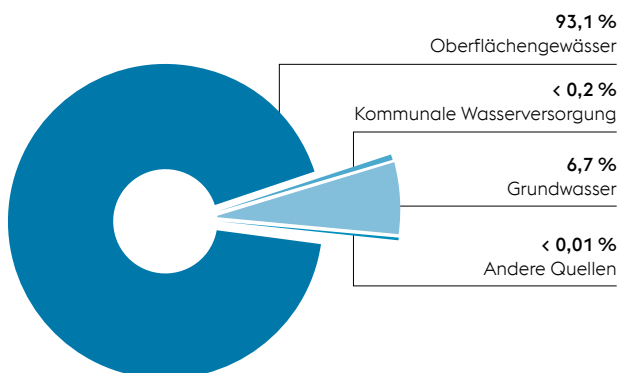 93,1 %
Oberflächengewässer
< 0,2 %
Kommunale Wasserversorgung
6,7 %
Grundwasser
< 0,01 %
Andere Quellen